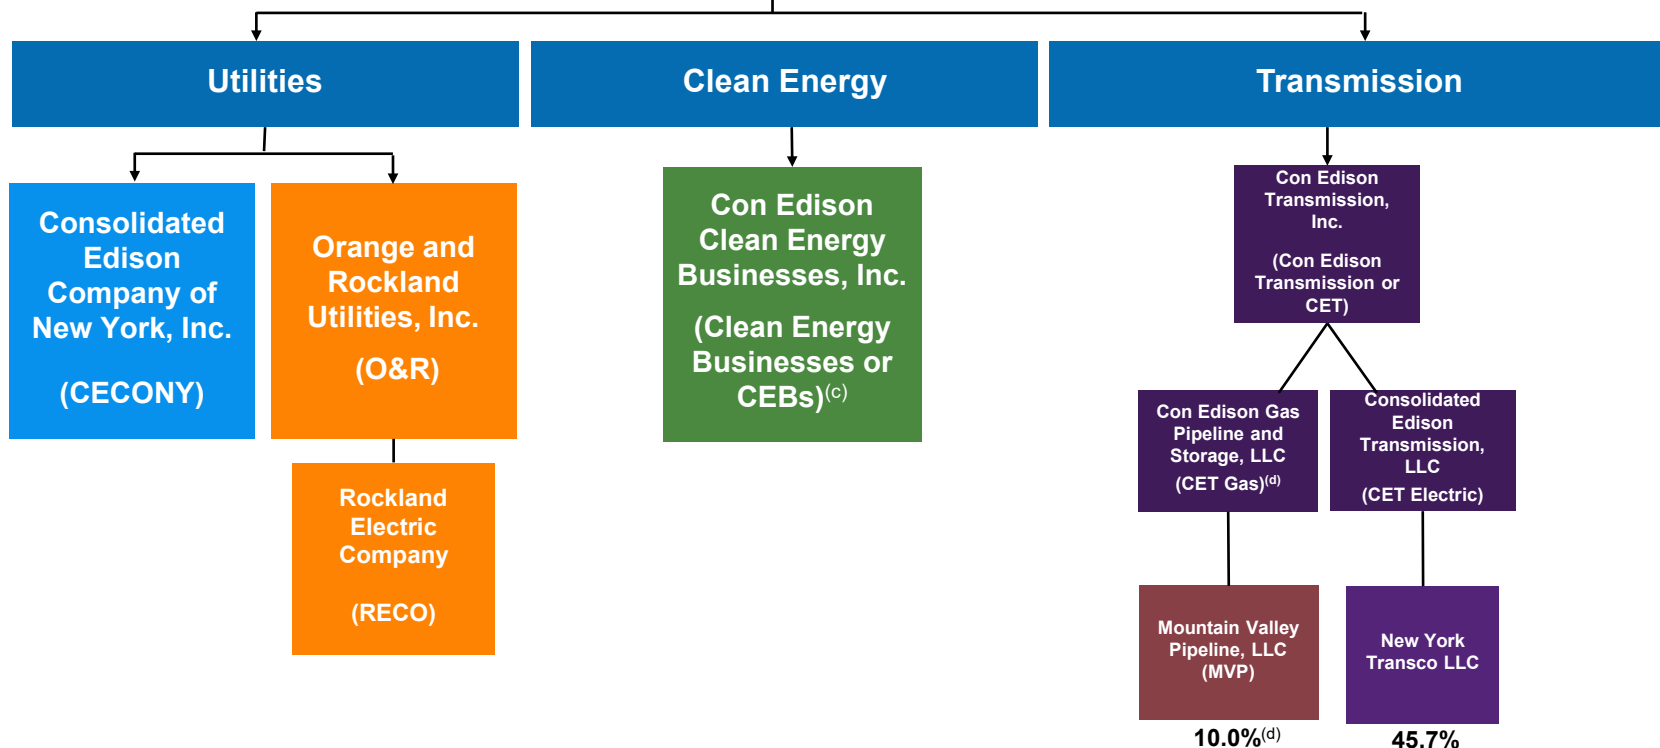 Utilities
Clean Energy
Transmission
Consolidated
Edison
Company of
New York, Inc.
(CECONY)
Orange and
Rockland
Utilities, Inc.
(O&R)
Rockland
Electric
Company
(RECO)
Con Edison
Clean Energy
Businesses, Inc.
(Clean Energy
Businesses or
CEBs)(c)
Con Edison
Transmission,
Inc.
(Con Edison
Transmission or
CET)
Con Edison Gas
Pipeline and
Storage, LLC
(CET Gas)(d)
Consolidated
Edison
Transmission,
LLC
(CET Electric)
Mountain Valley
Pipeline, LLC
(MVP)
10.0%(d)
New York
Transco LLC
45.7%